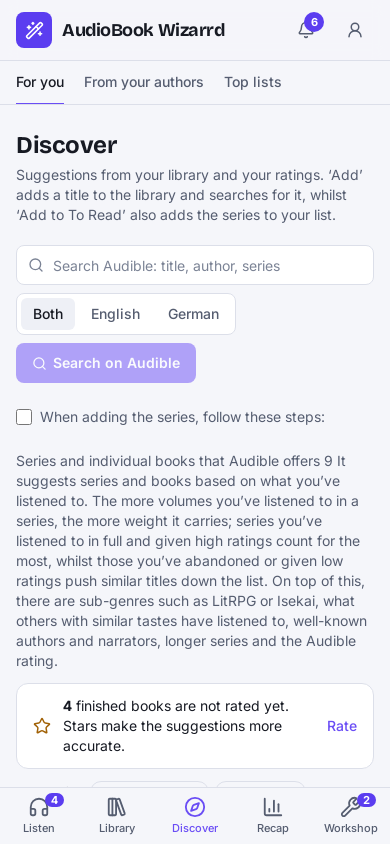 AudioBook Wizarrd
6
For you From your authors Top lists
Discover
Suggestions from your library and your ratings. ‘Add’
adds a title to the library and searches for it, whilst
‘Add to To Read’ also adds the series to your list.
Search Audible: title, author, series
Both English German
Search on Audible
When adding the series, follow these steps:
Series and individual books that Audible offers 9 It
suggests series and books based on what you’ve
listened to. The more volumes you’ve listened to in a
series, the more weight it carries; series you’ve
listened to in full and given high ratings count for the
most, whilst those you’ve abandoned or given low
ratings push similar titles down the list. On top of this,
there are sub-genres such as LitRPG or Isekai, what
others with similar tastes have listened to, well-known
authors and narrators, longer series and the Audible
rating.
4 finished books are not rated yet.
Stars make the suggestions more
accurate.
Rate
4
2
Listen Library Discover Recap Workshop